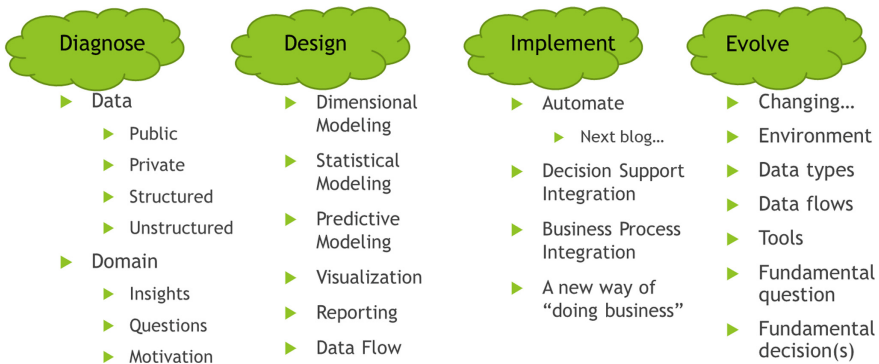 Diagnose
Data
Public
Private
Structured
Unstructured
Domain
Insights
Questions
Motivation
Design
Dimensional
Modeling
Statistical
Modeling
Predictive
Modeling
Visualization
Reporting
Data Flow
Implement
Automate
Next blog…
Decision Support
Integration
Business Process
Integration
A new way of
“doing business”
Evolve
Changing…
Environment
Data types
Data flows
Tools
Fundamental
question
Fundamental
decision(s)